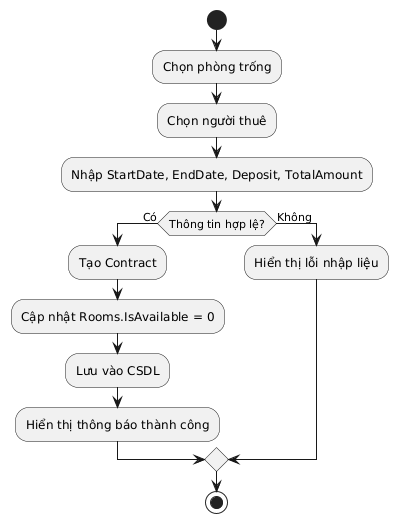 Chọn phòng trống
Chọn người thuê
Nhập StartDate, EndDate, Deposit, TotalAmount
Thông tin hợp lệ?
Có
Không
Tạo Contract
Hiển thị lỗi nhập liệu
Cập nhật Rooms.IsAvailable = 0
Lưu vào CSDL
Hiển thị thông báo thành công